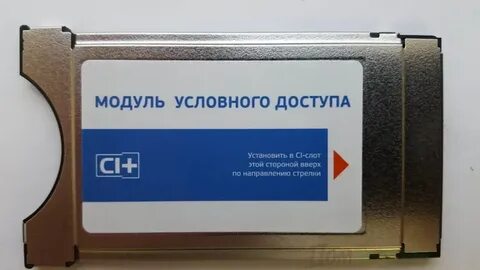 МОДУЛЬ УСЛОВНОГО ДОСТУПА
CI+
Установить в CI-слот
этой стороной вверх
по направлению стрелки